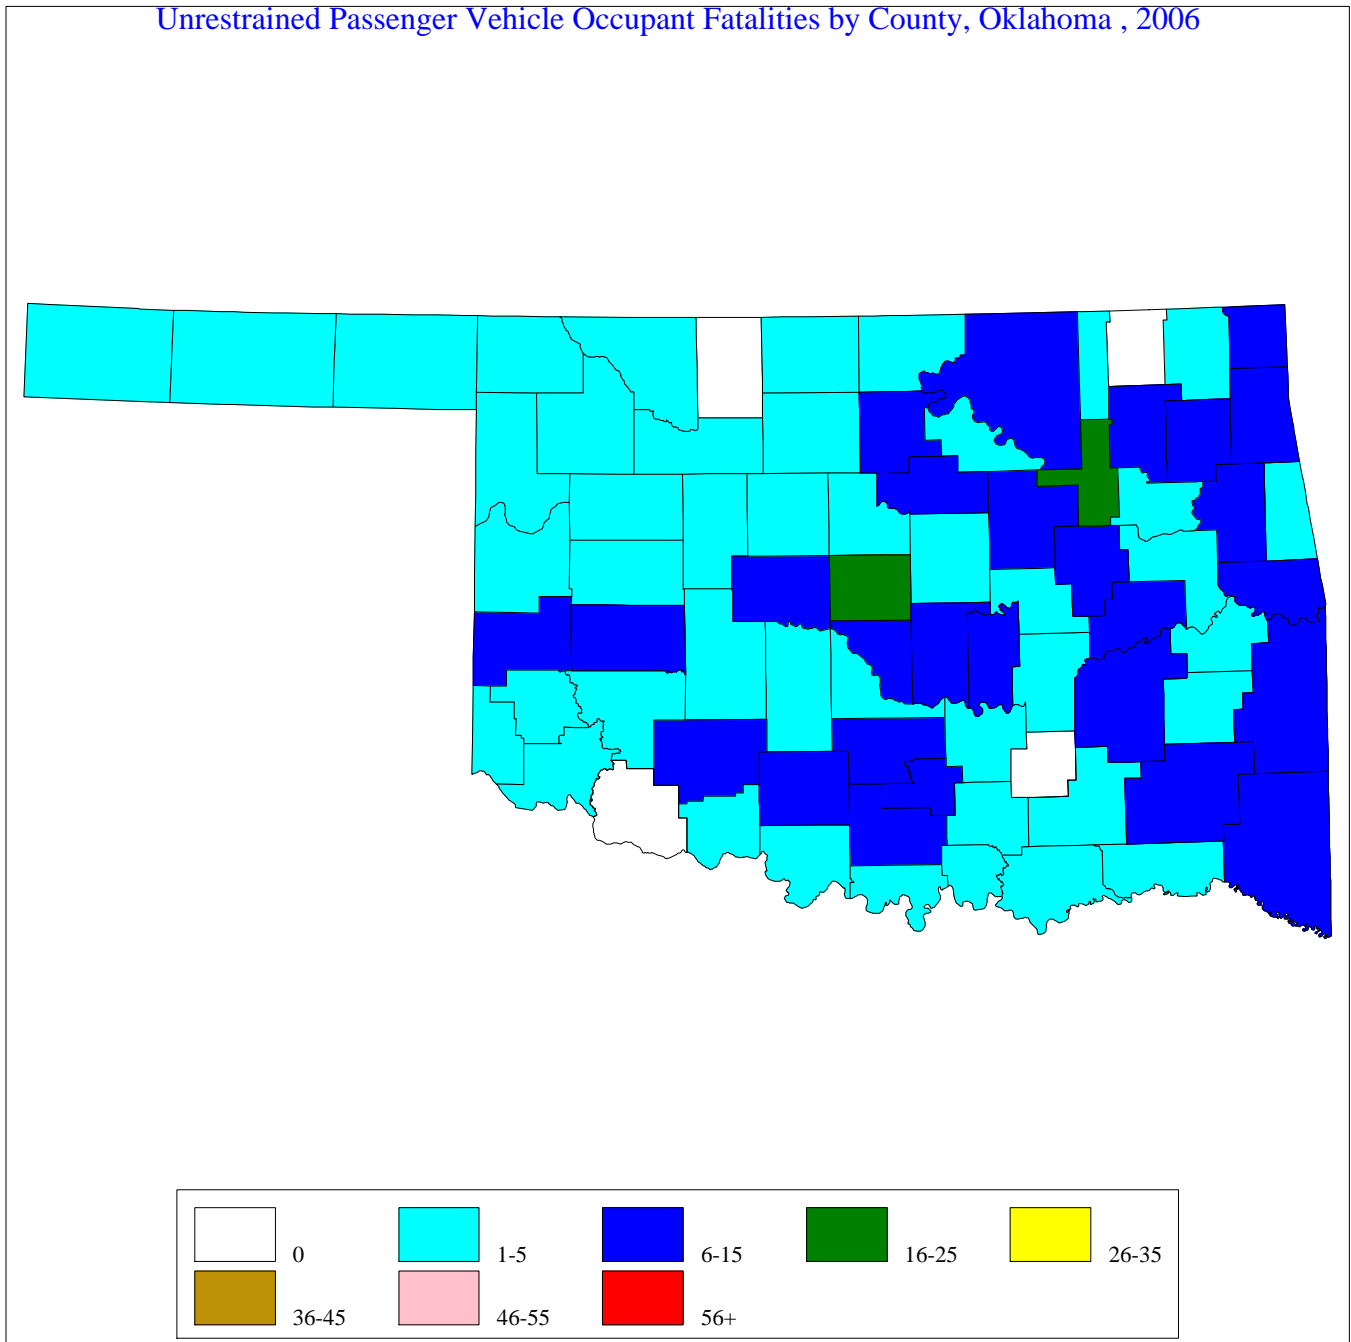 Unrestrained Passenger Vehicle Occupant Fatalities by County, Oklahoma , 2006
0 1-5 6-15 16-25 26-35
36-45 46-55 56+